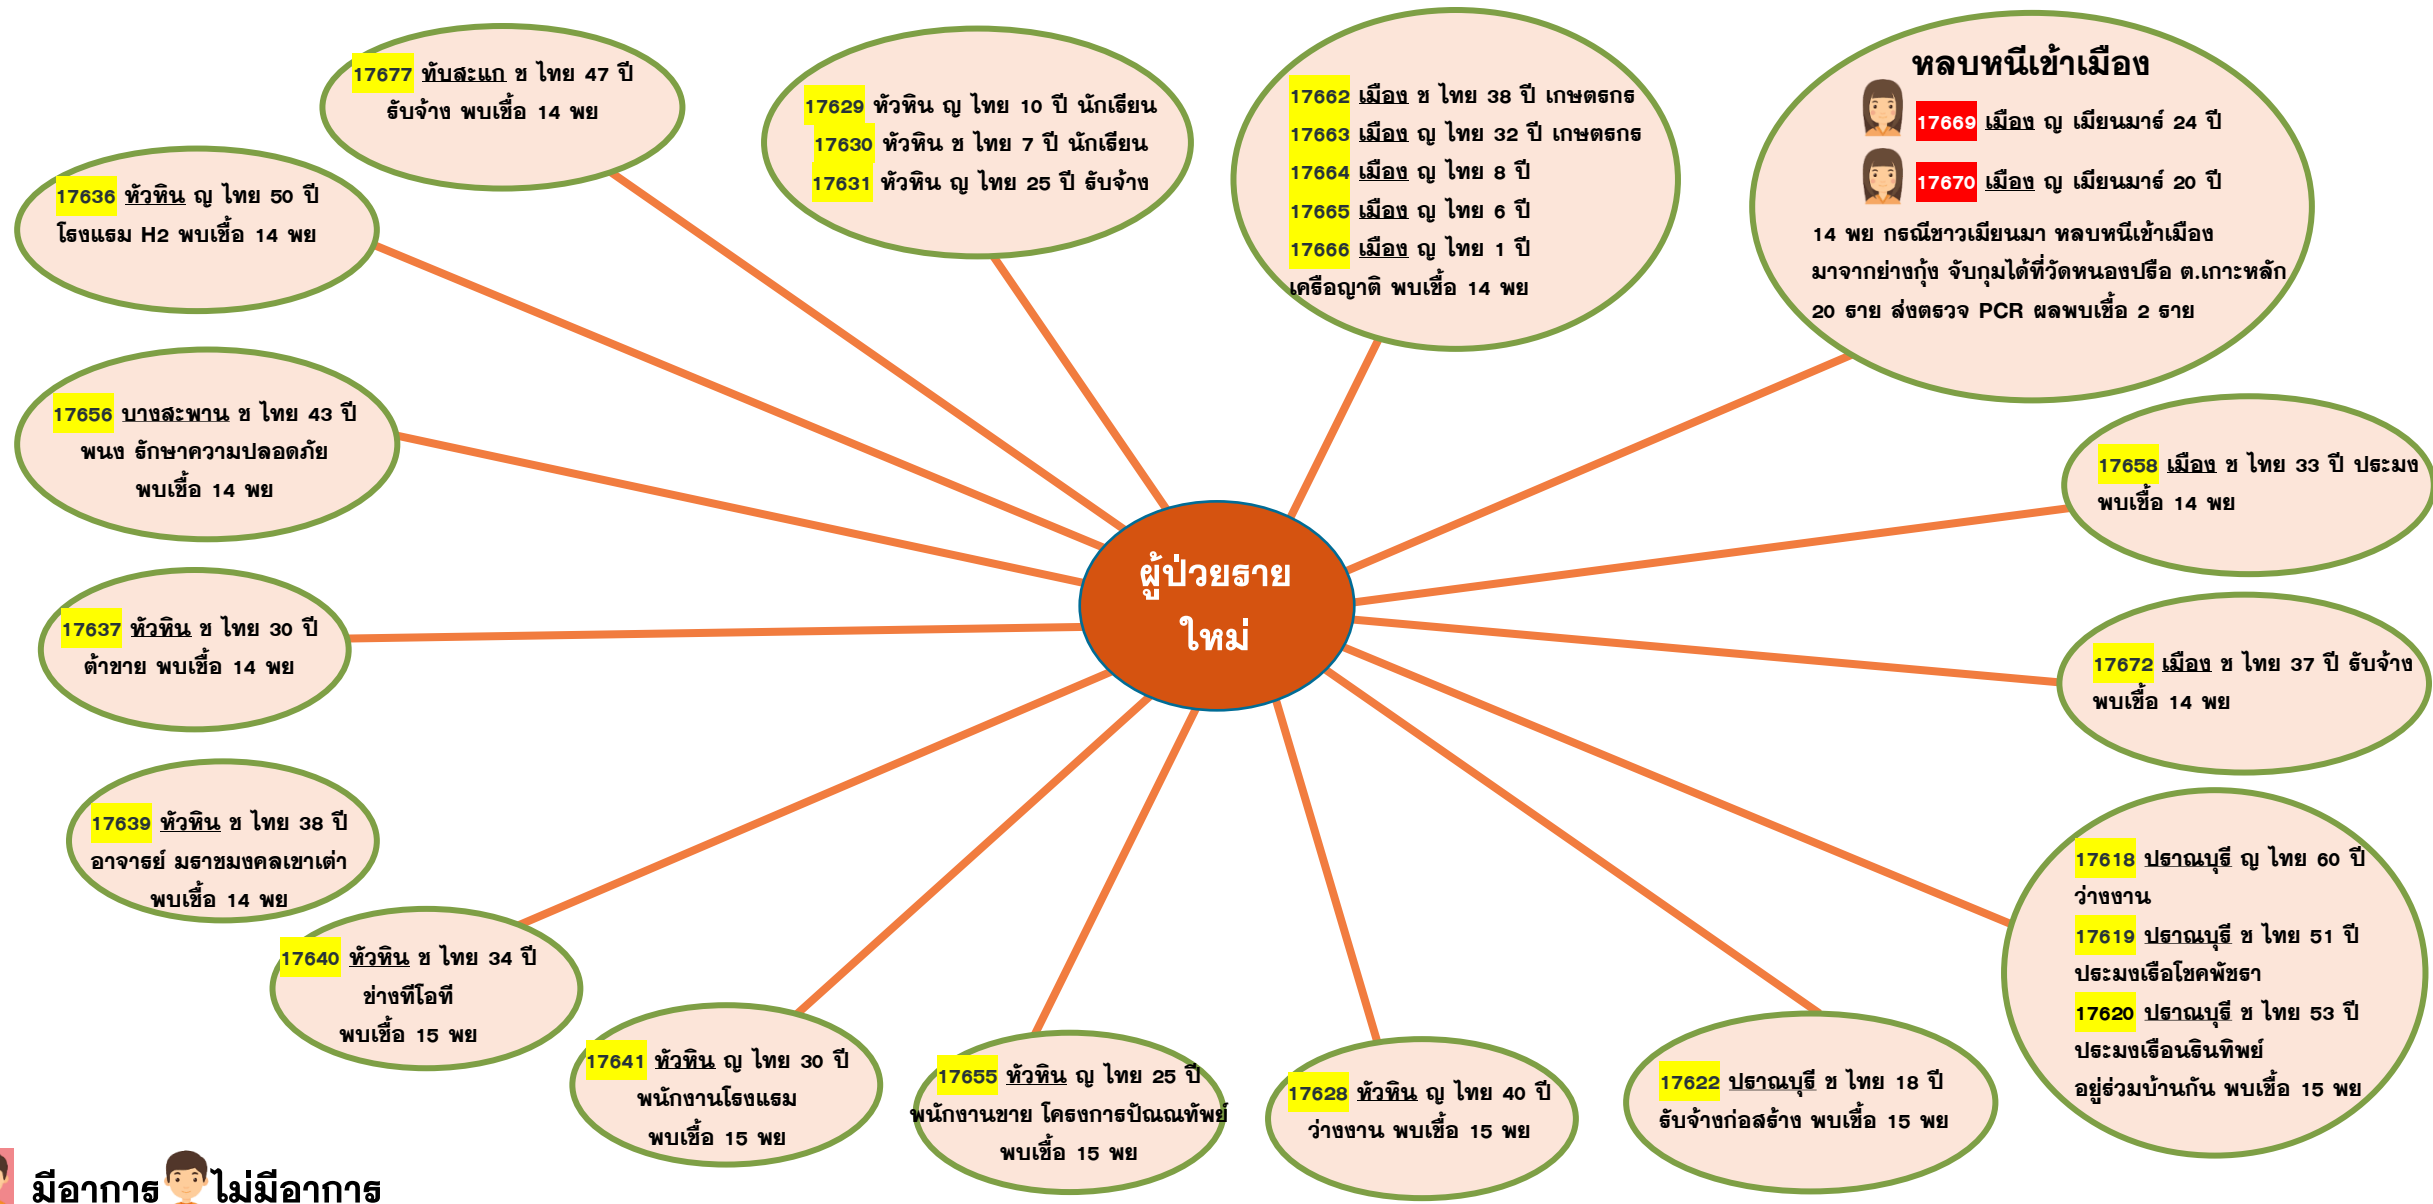 17677 ทับสะแก ช ไทย 47 ปี
รับจ้าง พบเชื้อ 14 พย
17629 หัวหิน ญ ไทย 10 ปี นักเรียน
17630 หัวหิน ช ไทย 7 ปี นักเรียน
17631 หัวหิน ญ ไทย 25 ปี รับจ้าง
17662 เมือง ช ไทย 38 ปี เกษตรกร
17663 เมือง ญ ไทย 32 ปี เกษตรกร
17664 เมือง ญ ไทย 8 ปี
17665 เมือง ญ ไทย 6 ปี
17666 เมือง ญ ไทย 1 ปี
เครือญาติ พบเชื้อ 14 พย
หลบหนีเข้าเมือง
17669 เมือง ญ เมียนมาร์ 24 ปี
17670 เมือง ญ เมียนมาร์ 20 ปี
14 พย กรณีชาวเมียนมา หลบหนีเข้าเมือง
มาจากย่างกุ้ง จับกุมได้ที่วัดหนองปรือ ต.เกาะหลัก
20 ราย ส่งตรวจ PCR ผลพบเชื้อ 2 ราย
17636 หัวหิน ญ ไทย 50 ปี
โรงแรม H2 พบเชื้อ 14 พย
17656 บางสะพาน ช ไทย 43 ปี
พนง รักษาความปลอดภัย
พบเชื้อ 14 พย
17658 เมือง ช ไทย 33 ปี ประมง
พบเชื้อ 14 พย
ผู้ป่วยราย
ใหม่
17637 หัวหิน ช ไทย 30 ปี
ต้าขาย พบเชื้อ 14 พย
17672 เมือง ช ไทย 37 ปี รับจ้าง
พบเชื้อ 14 พย
17639 หัวหิน ช ไทย 38 ปี
อาจารย์ มราชมงคลเขาเต่า
พบเชื้อ 14 พย
17618 ปราณบุรี ญ ไทย 60 ปี
ว่างงาน
17619 ปราณบุรี ช ไทย 51 ปี
ประมงเรือโชคพัชรา
17620 ปราณบุรี ช ไทย 53 ปี
ประมงเรือนรินทิพย์
อยู่ร่วมบ้านกัน พบเชื้อ 15 พย
17640 หัวหิน ช ไทย 34 ปี
ช่างทีโอที
พบเชื้อ 15 พย
17641 หัวหิน ญ ไทย 30 ปี
พนักงานโรงแรม
พบเชื้อ 15 พย
17655 หัวหิน ญ ไทย 25 ปี
พนักงานขาย โครงการปัณณทัพย์
พบเชื้อ 15 พย
17628 หัวหิน ญ ไทย 40 ปี
ว่างงาน พบเชื้อ 15 พย
17622 ปราณบุรี ช ไทย 18 ปี
รับจ้างก่อสร้าง พบเชื้อ 15 พย
มีอาการ ไม่มีอาการ